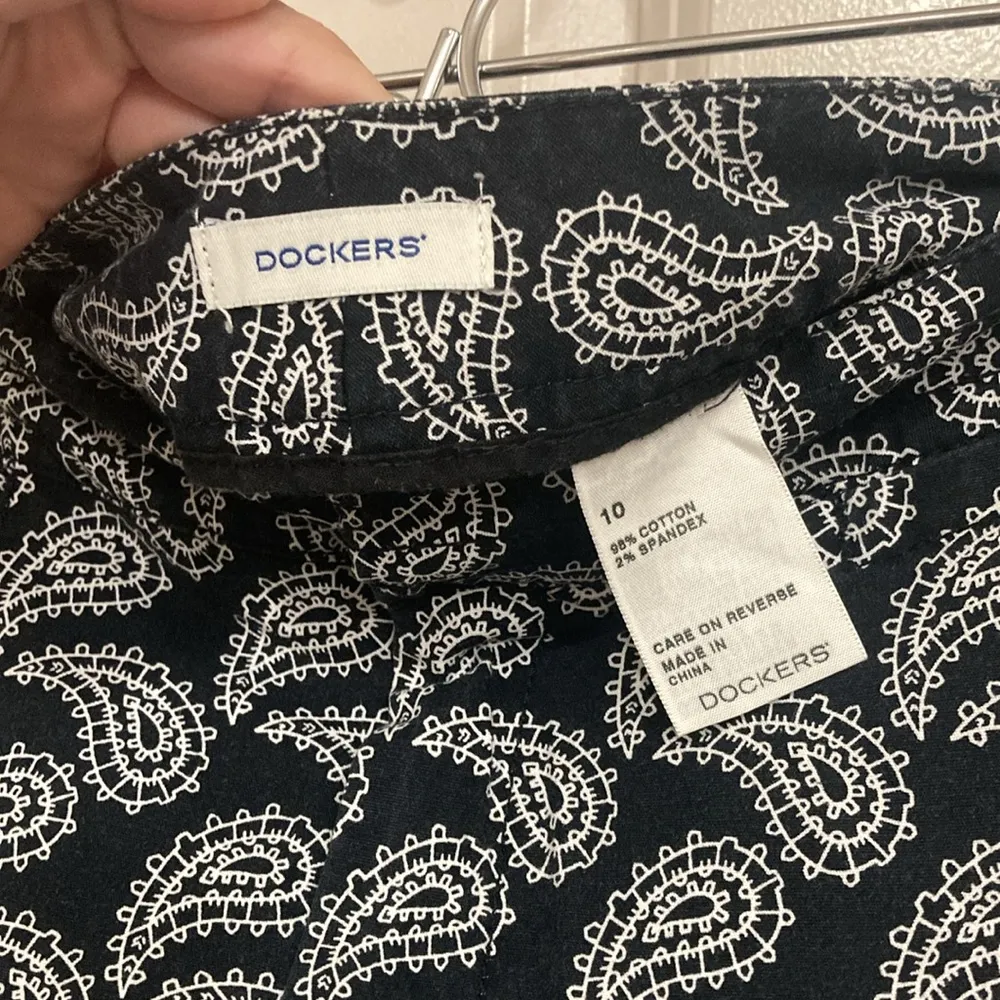 DOCKERS®
10
98% COTTON
2% SPANDEX
CARE ON REVERSE
MADE IN
CHINA
DOCKERS®